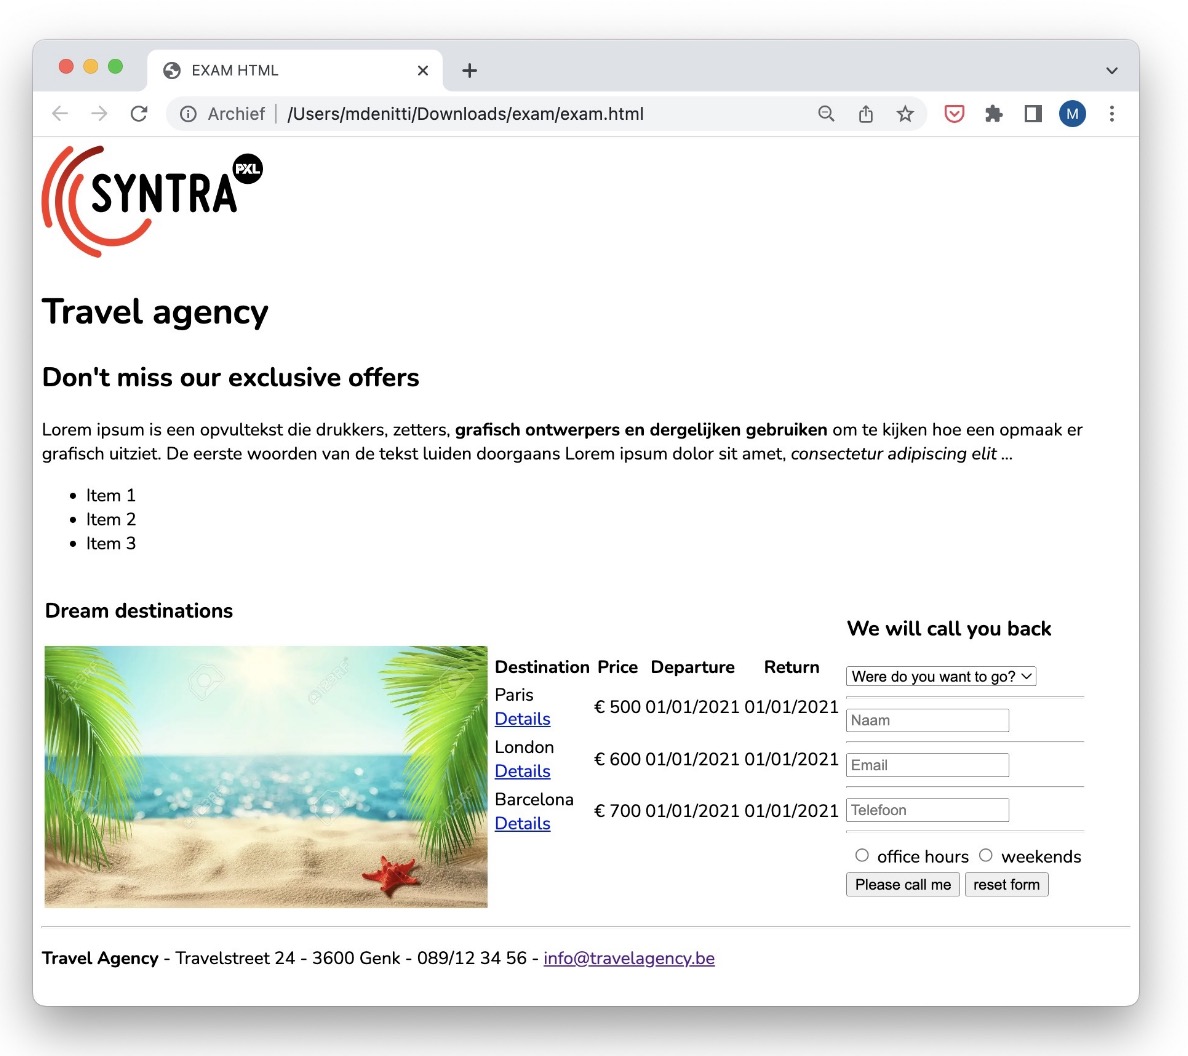 EXAM HTML
Archief | /Users/mdenitti/Downloads/exam/exam.html
M
SYNTRA PXL
Travel agency
Don't miss our exclusive offers
Lorem ipsum is een opvultekst die drukkers, zetters, grafisch ontwerpers en dergelijken gebruiken om te kijken hoe een opmaak er
grafisch uitziet. De eerste woorden van de tekst luiden doorgaans Lorem ipsum dolor sit amet, consectetur adipiscing elit ...
• Item 1
• Item 2
• Item 3
Dream destinations
Destination Price Departure Return
Paris
Details
€ 500 01/01/2021 01/01/2021
London
Details
€ 600 01/01/2021 01/01/2021
Barcelona
Details
€ 700 01/01/2021 01/01/2021
We will call you back
Were do you want to go?
Naam
Email
Telefoon
office hours weekends
Please call me reset form
Travel Agency - Travelstreet 24 - 3600 Genk - 089/12 34 56 - info@travelagency.be